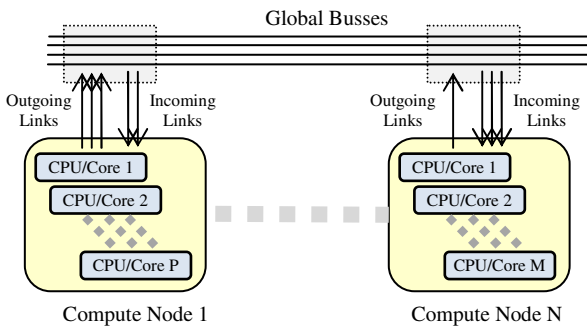 Global Busses
Outgoing
Links
Incoming
Links
Outgoing
Links
Incoming
Links
CPU/Core 1
CPU/Core 2
CPU/Core P
CPU/Core 1
CPU/Core 2
CPU/Core M
Compute Node 1
Compute Node N